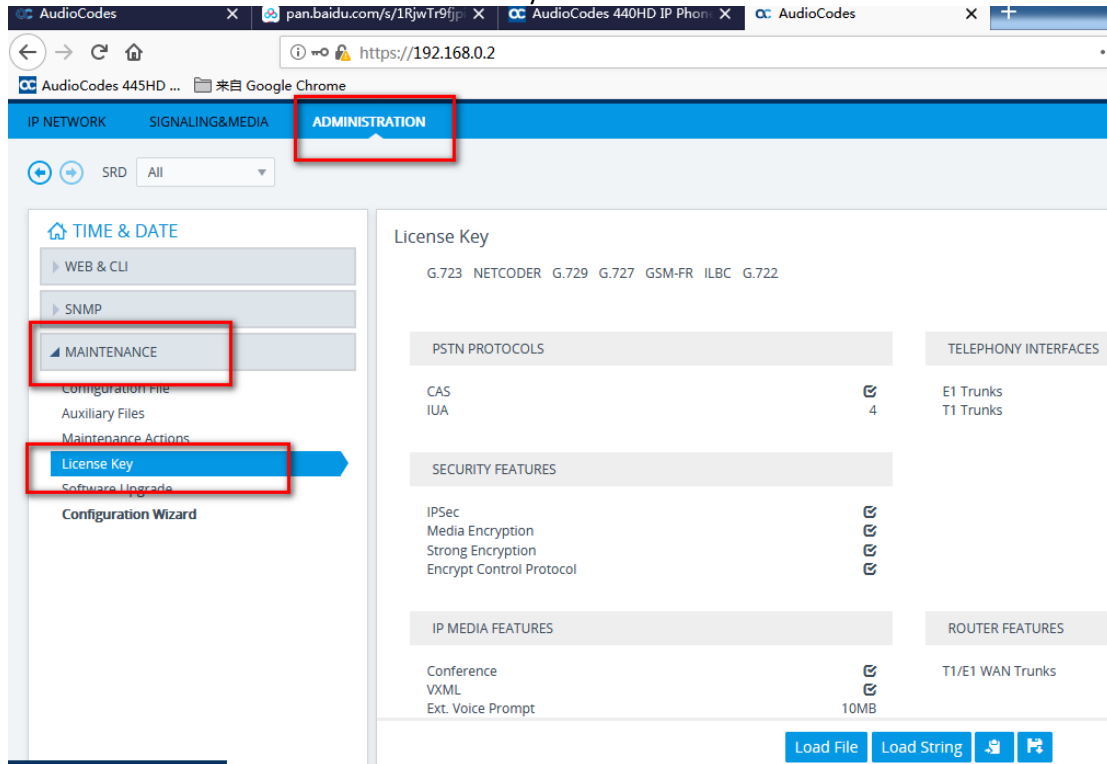 AudioCodes
pan.baidu.com/s/1RjwTr9fjp
AudioCodes 440HD IP Phon
AudioCodes
https://192.168.0.2
AudioCodes 445HD ...
来自 Google Chrome
IP NETWORK
SIGNALING&MEDIA
ADMINISTRATION
SRD
All
TIME & DATE
WEB & CLI
SNMP
MAINTENANCE
Configuration File
Auxiliary Files
Maintenance Actions
License Key
Software Upgrade
Configuration Wizard
License Key
G.723 NETCODER G.729 G.727 GSM-FR ILBC G.722
PSTN PROTOCOLS
CAS
IUA 4
TELEPHONY INTERFACES
E1 Trunks
T1 Trunks
SECURITY FEATURES
IPSec
Media Encryption
Strong Encryption
Encrypt Control Protocol
IP MEDIA FEATURES
Conference
VXML
Ext. Voice Prompt 10MB
ROUTER FEATURES
T1/E1 WAN Trunks
Load File
Load String